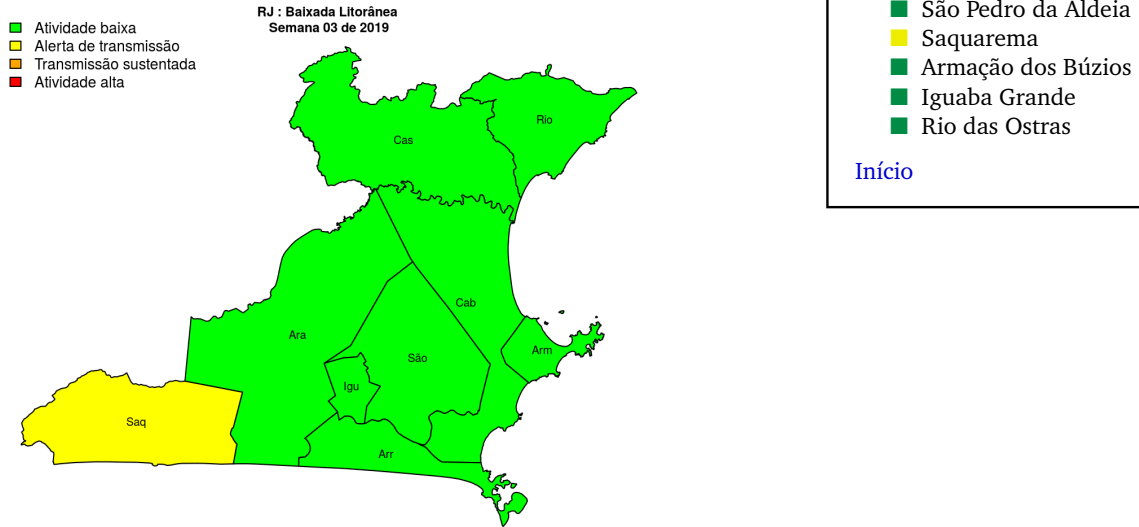 RJ : Baixada Litorânea
Semana 03 de 2019
Atividade baixa
Alerta de transmissão
Transmissão sustentada
Atividade alta
Cas
Rio
Cab
Ara
Arm
São
Igu
Saq
Arr
São Pedro da Aldeia
Saquarema
Armação dos Búzios
Iguaba Grande
Rio das Ostras
Início